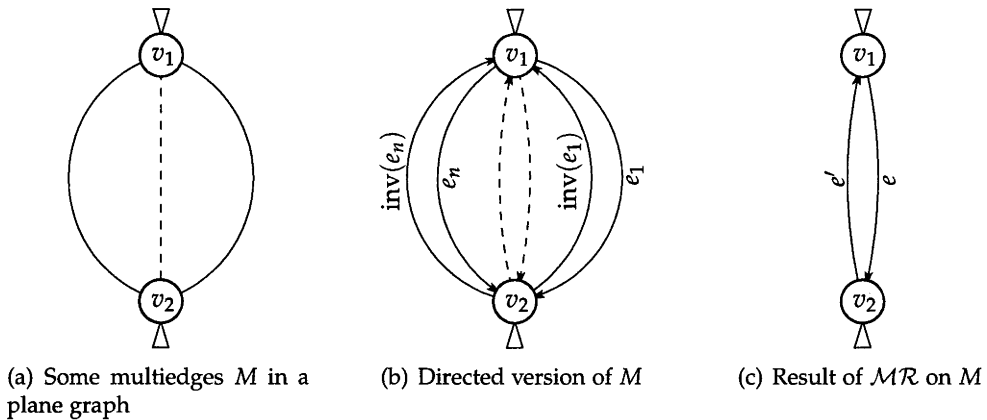 v₁
v₂
(a) Some multiedges M in a
plane graph
v₁
inv(eₙ)
eₙ
inv(e₁)
e₁
v₂
(b) Directed version of M
v₁
e′
e
v₂
(c) Result of ℳℛ on M